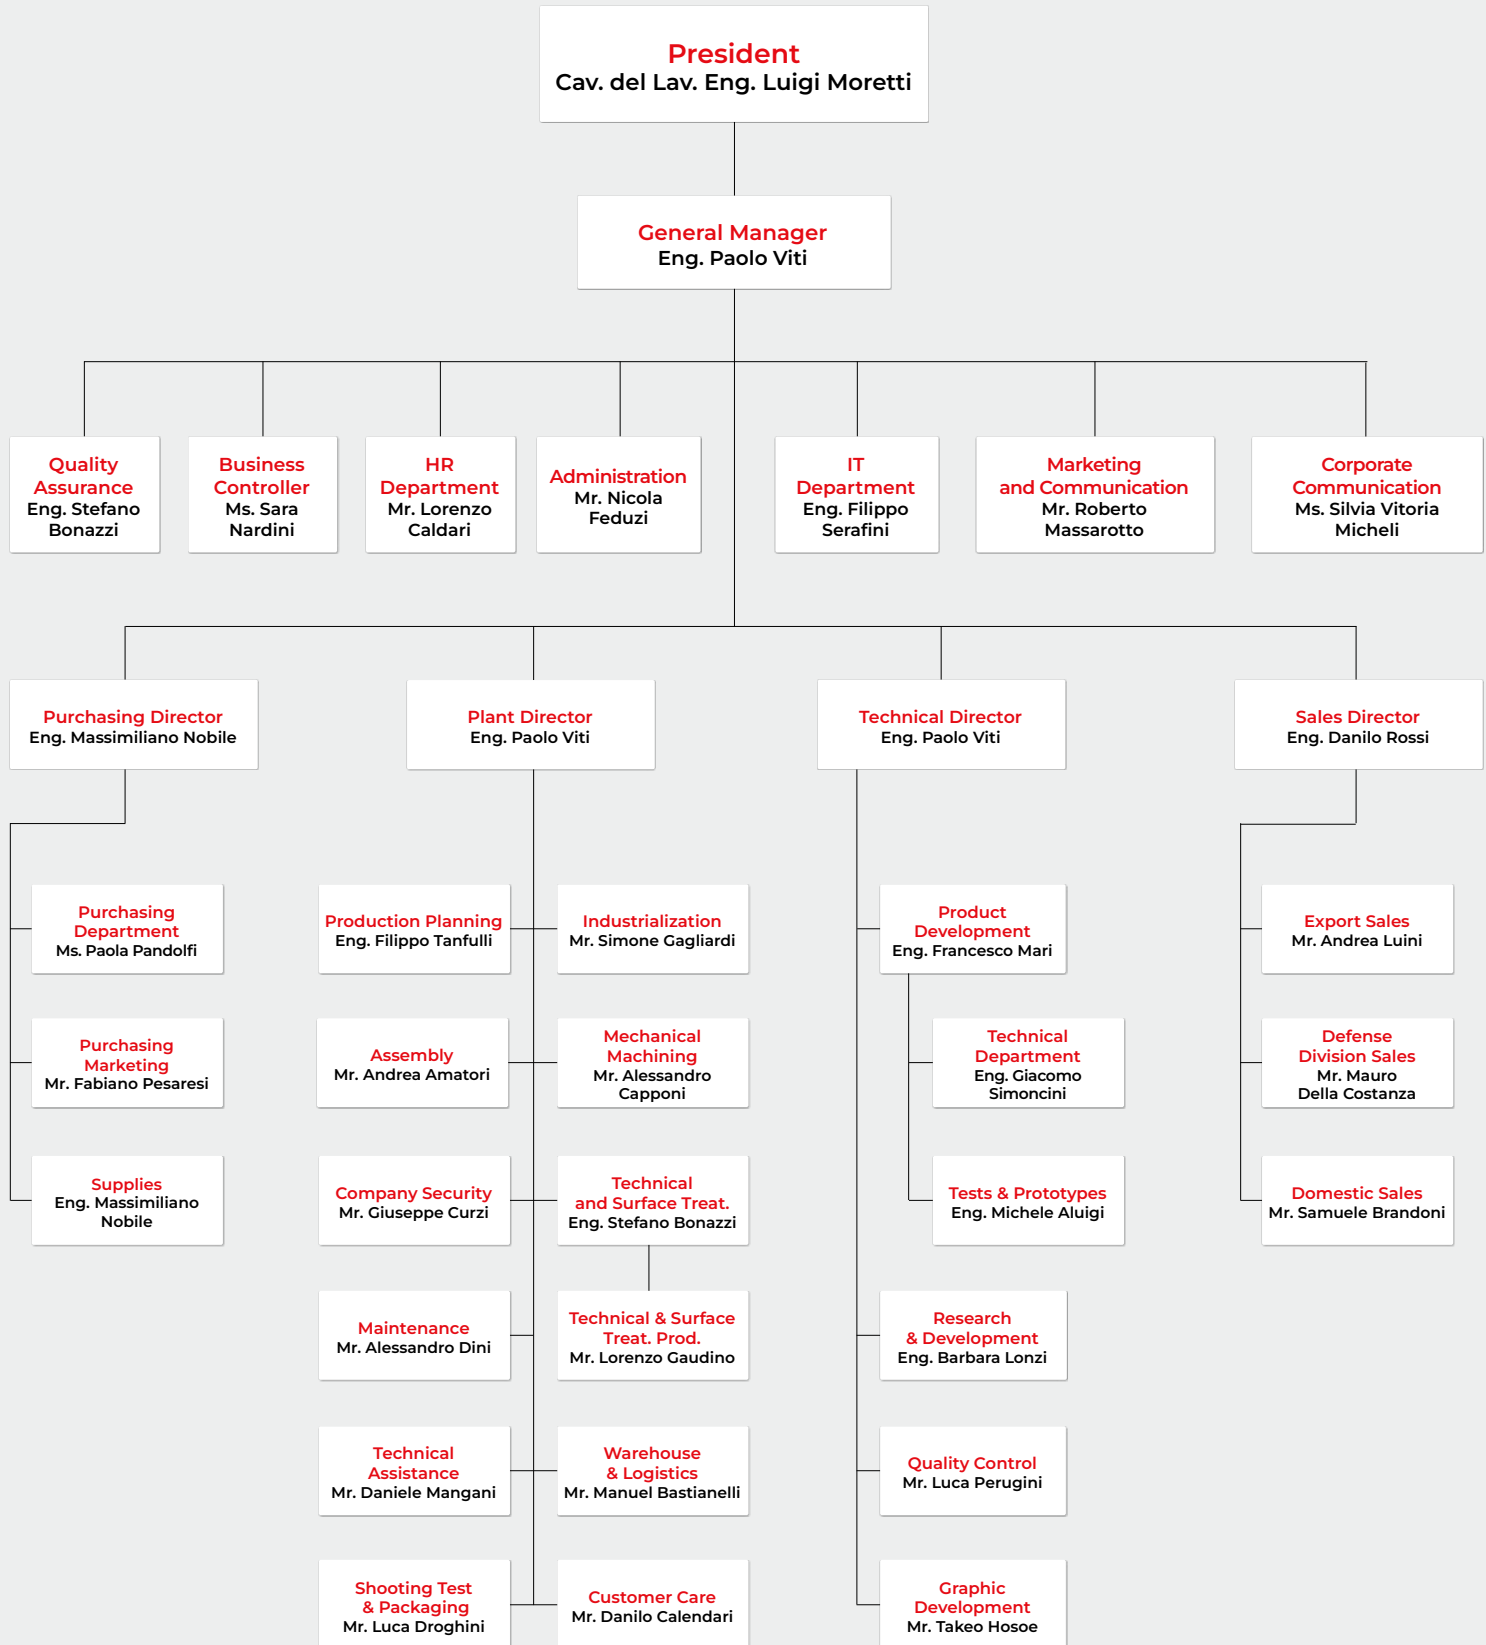 President
Cav. del Lav. Eng. Luigi Moretti
General Manager
Eng. Paolo Viti
Quality
Assurance
Eng. Stefano
Bonazzi
Business
Controller
Ms. Sara
Nardini
HR
Department
Mr. Lorenzo
Caldari
Administration
Mr. Nicola
Feduzi
IT
Department
Eng. Filippo
Serafini
Marketing
and Communication
Mr. Roberto
Massarotto
Corporate
Communication
Ms. Silvia Vitoria
Micheli
Purchasing Director
Eng. Massimiliano Nobile
Plant Director
Eng. Paolo Viti
Technical Director
Eng. Paolo Viti
Sales Director
Eng. Danilo Rossi
Purchasing
Department
Ms. Paola Pandolfi
Purchasing
Marketing
Mr. Fabiano Pesaresi
Supplies
Eng. Massimiliano
Nobile
Production Planning
Eng. Filippo Tanfulli
Industrialization
Mr. Simone Gagliardi
Assembly
Mr. Andrea Amatori
Mechanical
Machining
Mr. Alessandro
Capponi
Company Security
Mr. Giuseppe Curzi
Technical
and Surface Treat.
Eng. Stefano Bonazzi
Maintenance
Mr. Alessandro Dini
Technical & Surface
Treat. Prod.
Mr. Lorenzo Gaudino
Technical
Assistance
Mr. Daniele Mangani
Warehouse
& Logistics
Mr. Manuel Bastianelli
Shooting Test
& Packaging
Mr. Luca Droghini
Customer Care
Mr. Danilo Calendari
Product
Development
Eng. Francesco Mari
Technical
Department
Eng. Giacomo
Simoncini
Tests & Prototypes
Eng. Michele Aluigi
Research
& Development
Eng. Barbara Lonzi
Quality Control
Mr. Luca Perugini
Graphic
Development
Mr. Takeo Hosoe
Export Sales
Mr. Andrea Luini
Defense
Division Sales
Mr. Mauro
Della Costanza
Domestic Sales
Mr. Samuele Brandoni